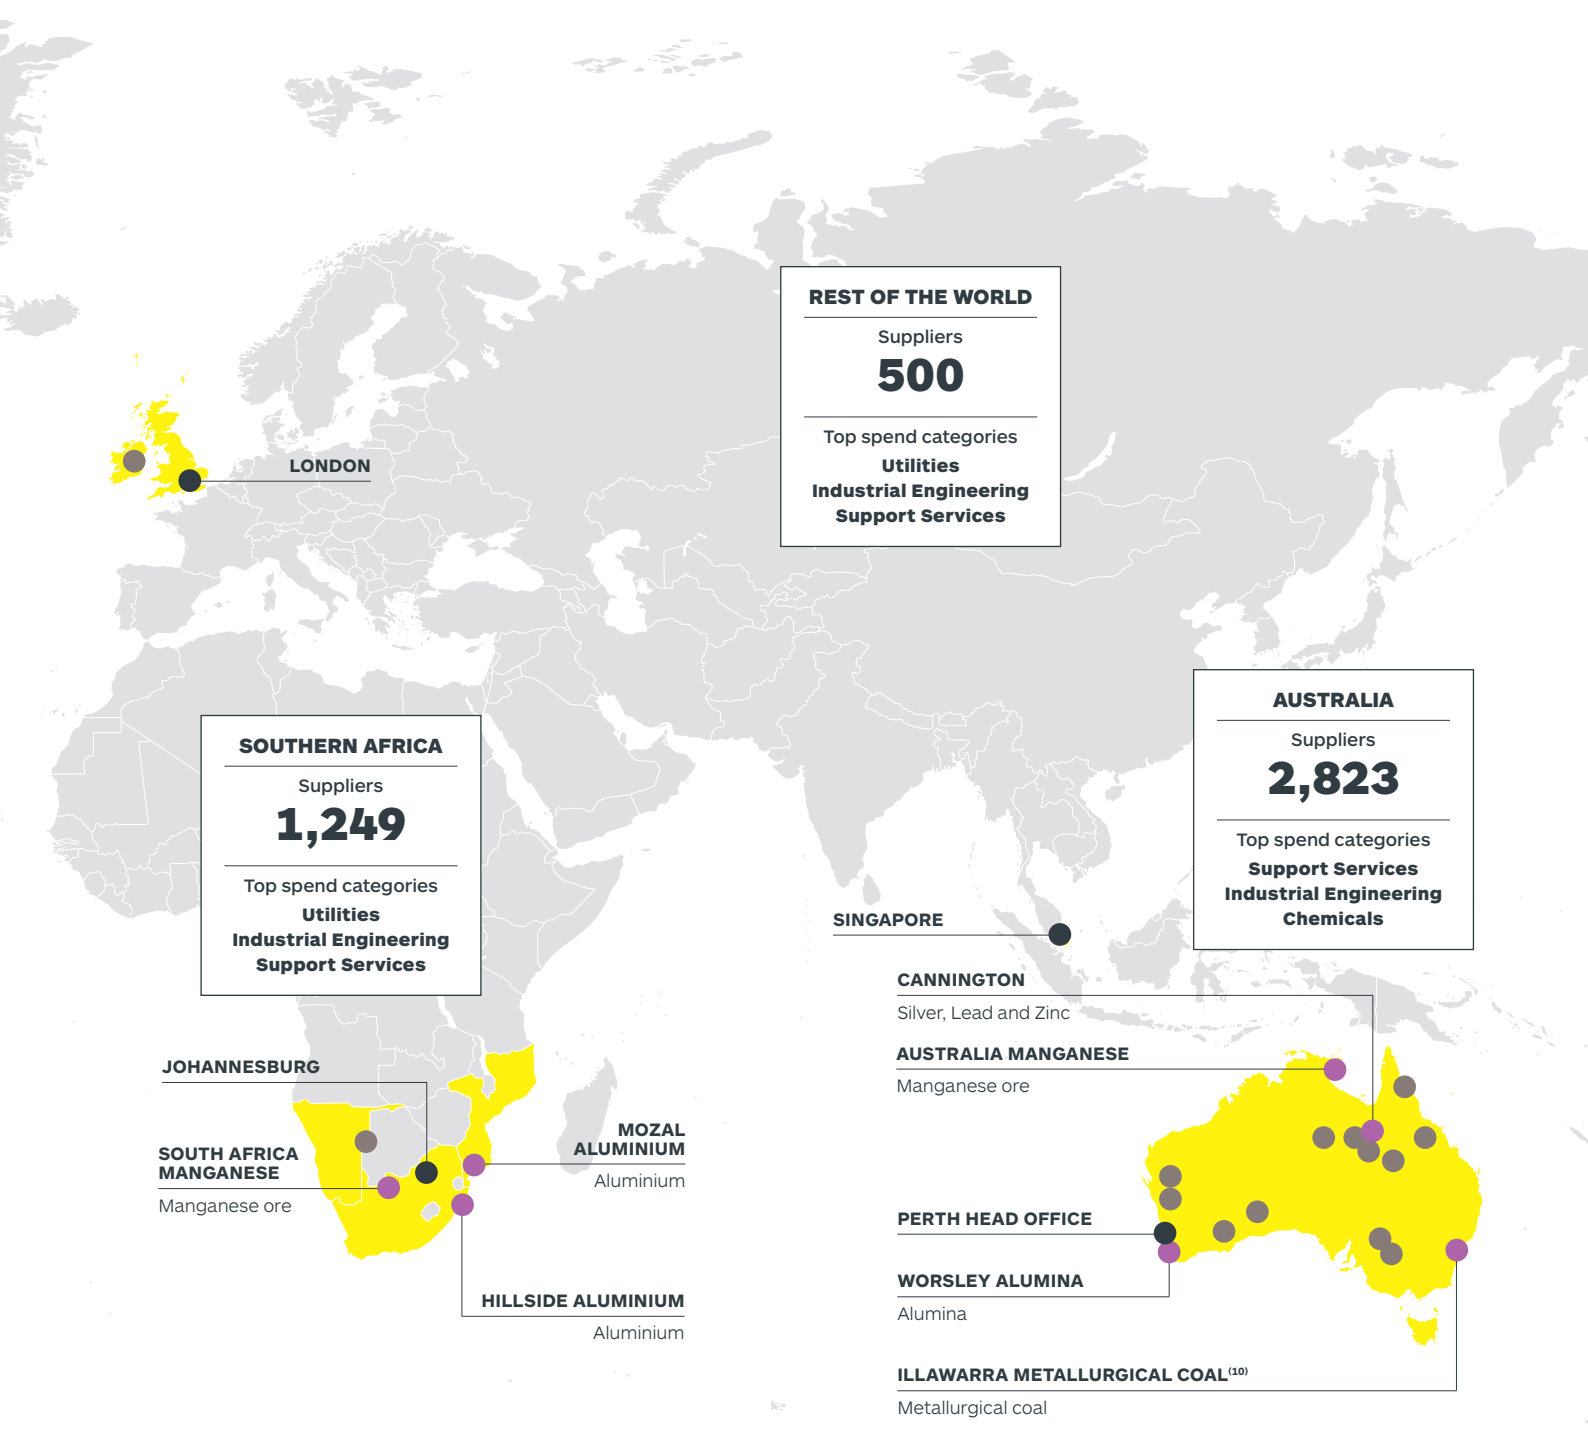 REST OF THE WORLD
Suppliers
500
Top spend categories
Utilities
Industrial Engineering
Support Services
LONDON
AUSTRALIA
Suppliers
2,823
Top spend categories
Support Services
Industrial Engineering
Chemicals
SOUTHERN AFRICA
Suppliers
1,249
Top spend categories
Utilities
Industrial Engineering
Support Services
SINGAPORE
CANNINGTON
Silver, Lead and Zinc
AUSTRALIA MANGANESE
Manganese ore
JOHANNESBURG
SOUTH AFRICA
MANGANESE
Manganese ore
MOZAL
ALUMINIUM
Aluminium
HILLSIDE ALUMINIUM
Aluminium
PERTH HEAD OFFICE
WORSLEY ALUMINA
Alumina
ILLAWARRA METALLURGICAL COAL(10)
Metallurgical coal